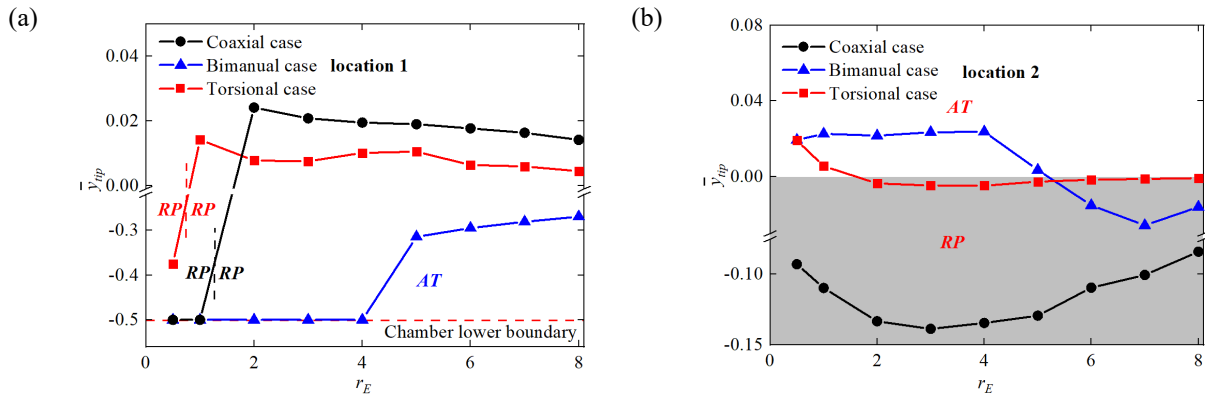 (a)
Coaxial case
Bimanual case location 1
Torsional case
0.04
0.02
0.00
-0.3
-0.4
-0.5
ȳtip
RP RP
RP RP
AT
Chamber lower boundary
0 2 4 6 8
rE
(b)
Coaxial case
Bimanual case location 2
Torsional case
0.08
0.04
0.00
-0.10
-0.15
ȳtip
AT
RP
0 2 4 6 8
rE